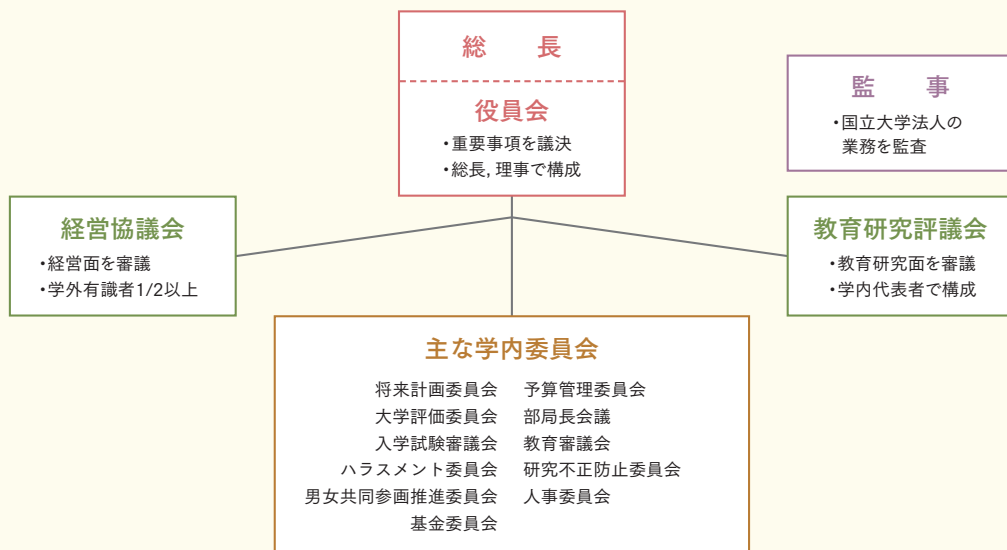 総　長
役員会
・重要事項を議決
・総長, 理事で構成
監　事
・国立大学法人の
業務を監査
経営協議会
・経営面を審議
・学外有識者1/2以上
教育研究評議会
・教育研究面を審議
・学内代表者で構成
主な学内委員会
将来計画委員会　予算管理委員会
大学評価委員会　部局長会議
入学試験審議会　教育審議会
ハラスメント委員会　研究不正防止委員会
男女共同参画推進委員会　人事委員会
基金委員会